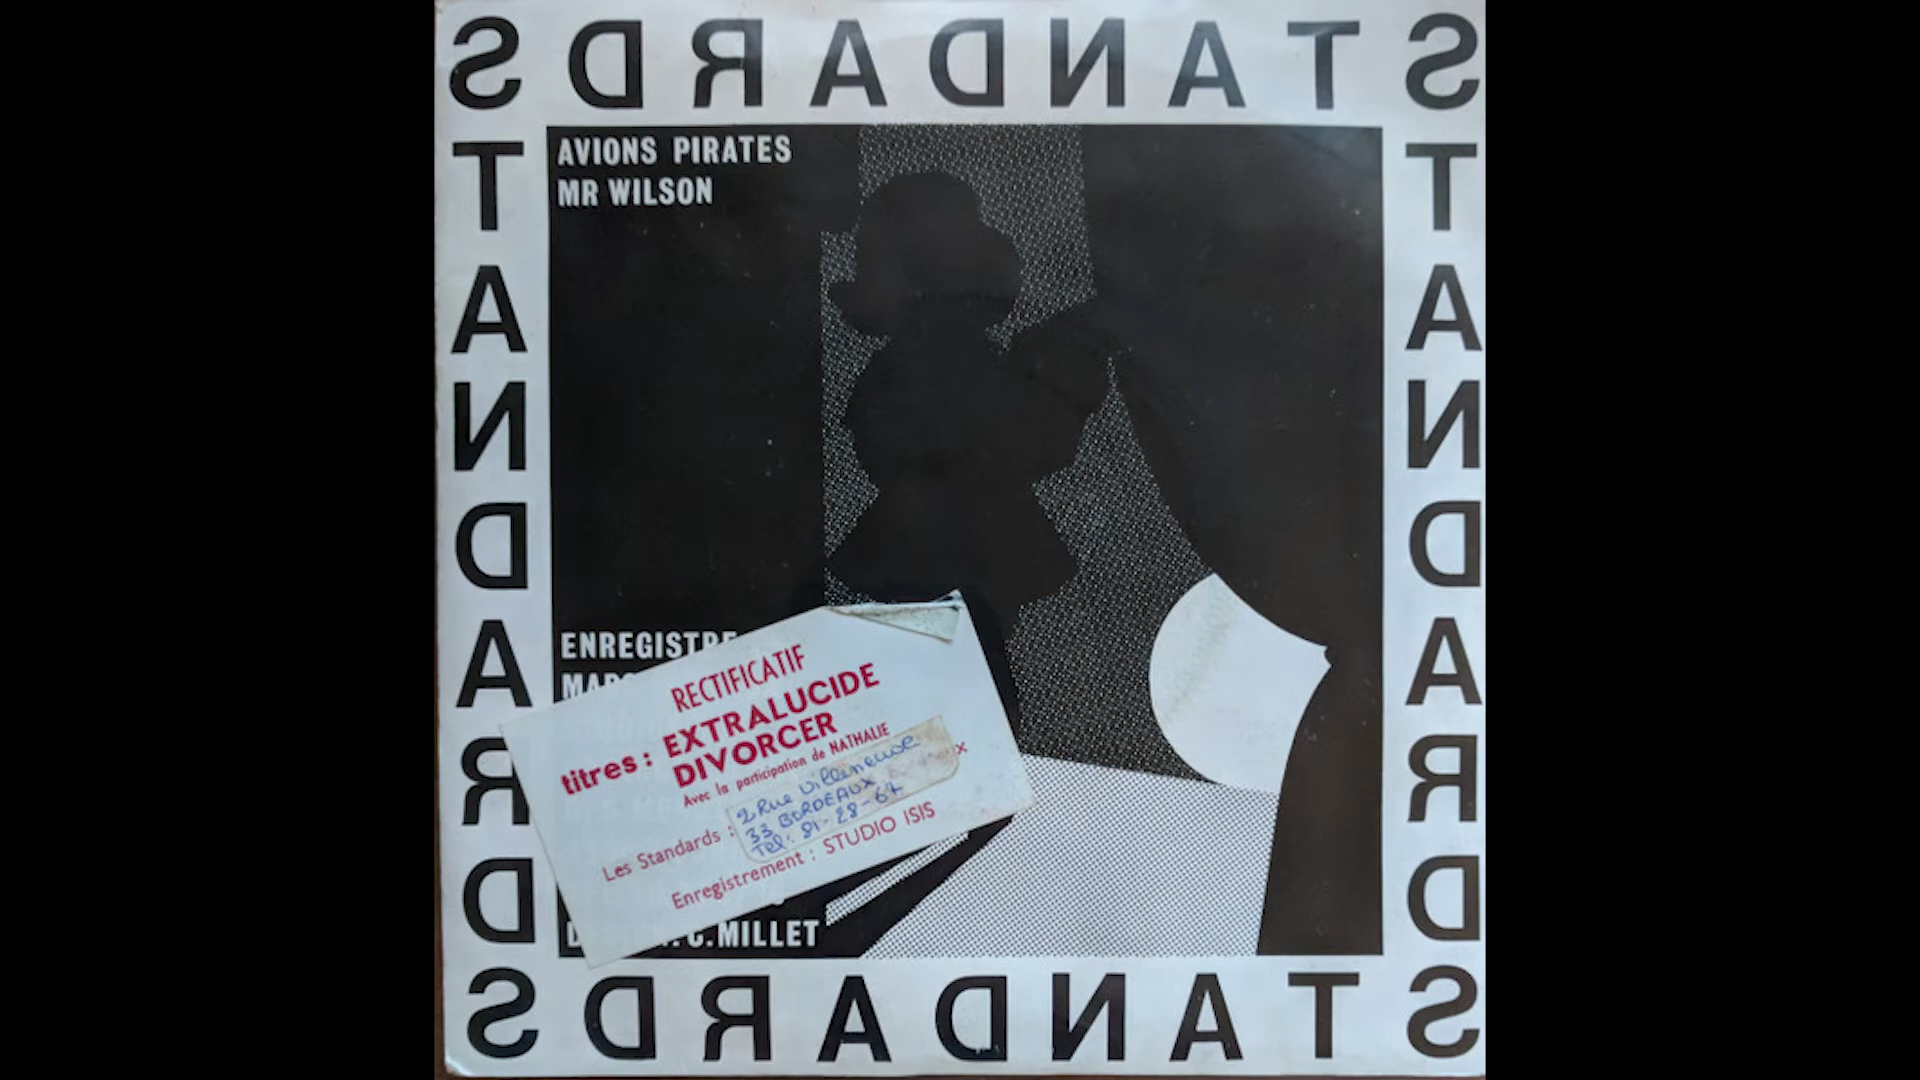 STANDARDS
STANDARDS
STANDARDS
AVIONS PIRATES
MR WILSON
ENREGISTRE
RECTIFICATIF
titres : EXTRALUCIDE
DIVORCER
Avec la participation de NATHALIE
Les Standards :
2 Rue Villeneuve
33 BORDEAUX
Tel: 81-28-67
Enregistrement : STUDIO ISIS
C.MILLET
STANDARDS